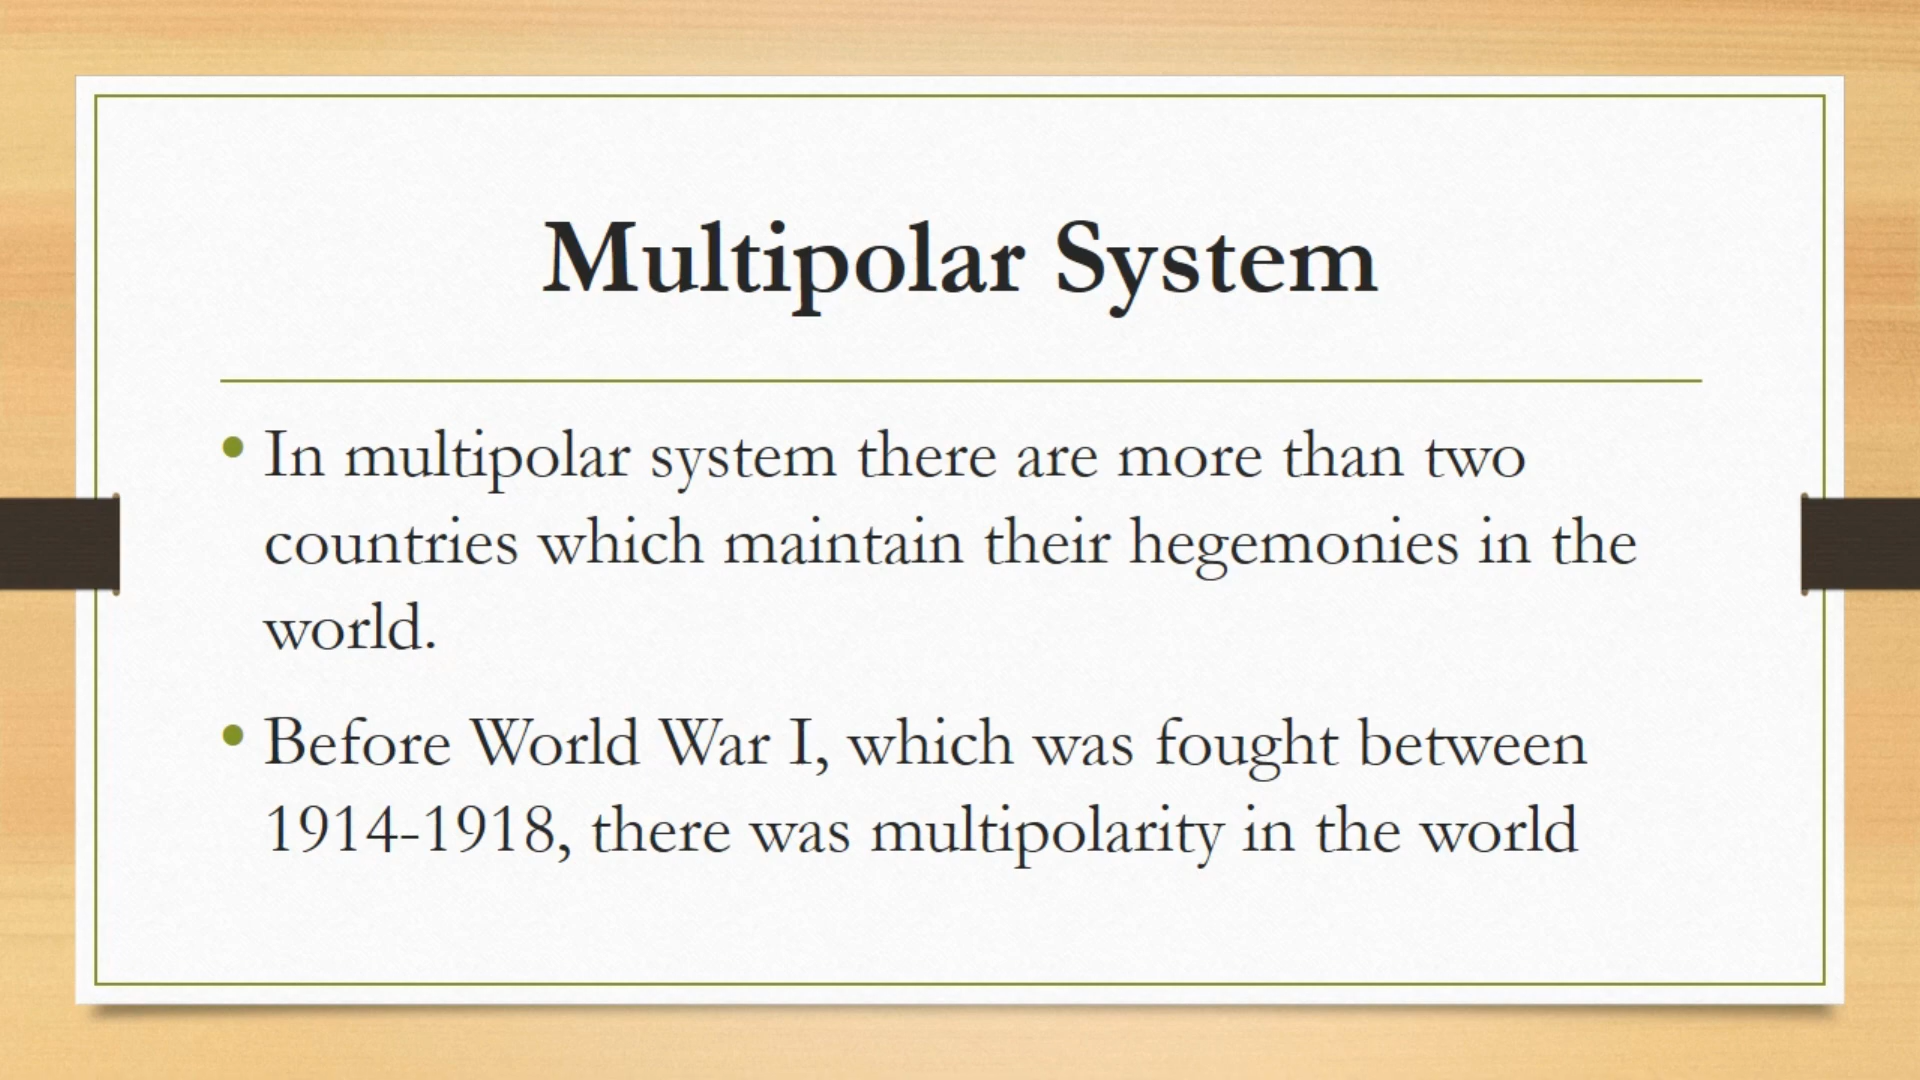 Multipolar System
• In multipolar system there are more than two
countries which maintain their hegemonies in the
world.
• Before World War I, which was fought between
1914-1918, there was multipolarity in the world